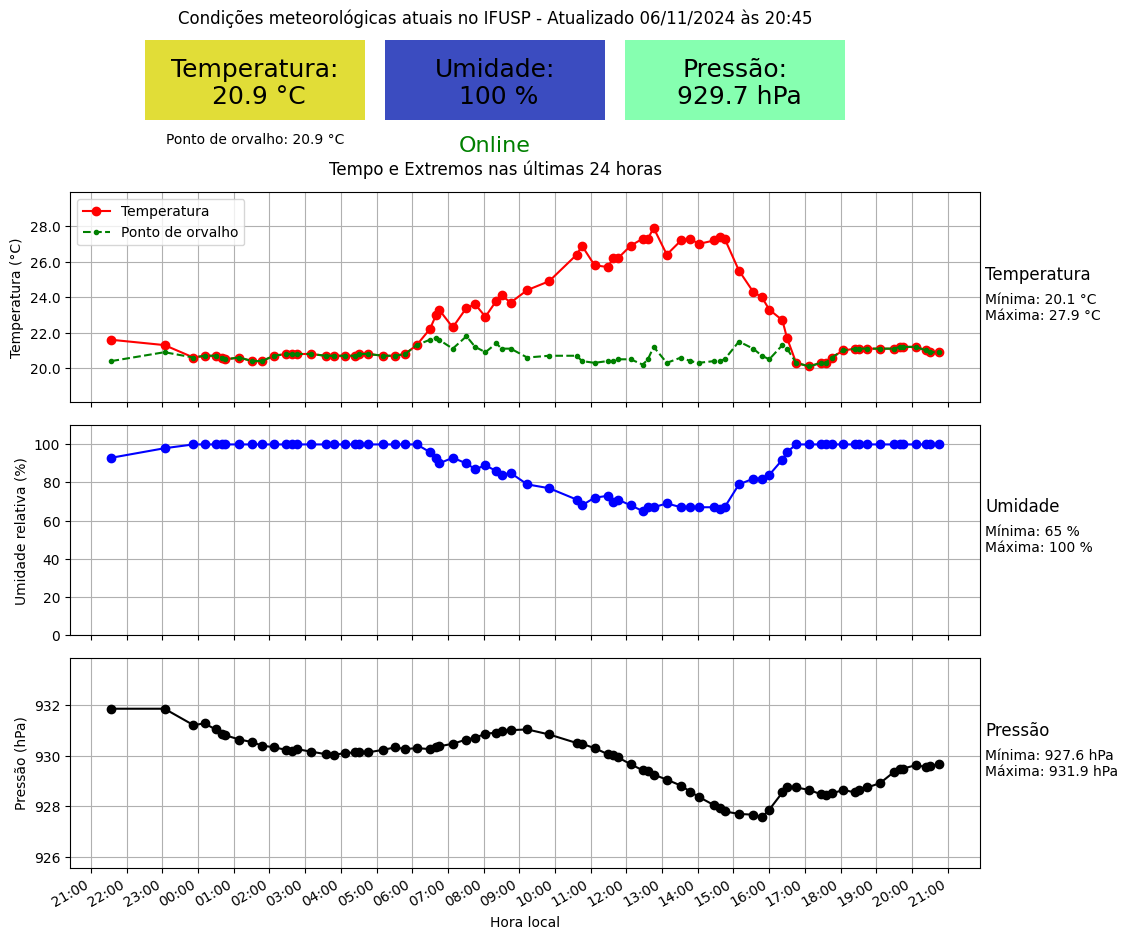 Condições meteorológicas atuais no IFUSP - Atualizado 06/11/2024 às 20:45
Temperatura:
20.9 °C
Umidade:
100 %
Pressão:
929.7 hPa
Ponto de orvalho: 20.9 °C
Online
Tempo e Extremos nas últimas 24 horas
Temperatura
Ponto de orvalho
Temperatura (°C)
28.0
26.0
24.0
22.0
20.0
Temperatura
Mínima: 20.1 °C
Máxima: 27.9 °C
Umidade relativa (%)
100
80
60
40
20
0
Umidade
Mínima: 65 %
Máxima: 100 %
Pressão (hPa)
932
930
928
926
Pressão
Mínima: 927.6 hPa
Máxima: 931.9 hPa
21:00 22:00 23:00 00:00 01:00 02:00 03:00 04:00 05:00 06:00 07:00 08:00 09:00 10:00 11:00 12:00 13:00 14:00 15:00 16:00 17:00 18:00 19:00 20:00 21:00
Hora local